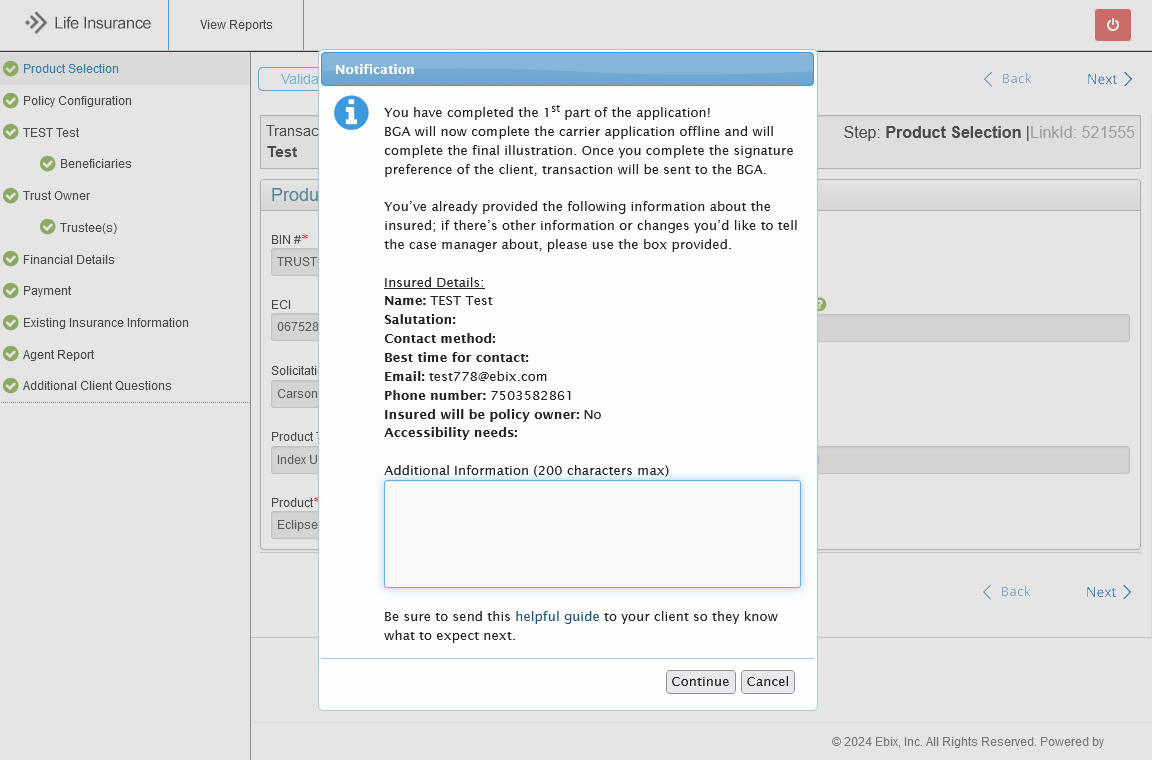 Life Insurance
View Reports
Product Selection
Policy Configuration
TEST Test
Beneficiaries
Trust Owner
Trustee(s)
Financial Details
Payment
Existing Insurance Information
Agent Report
Additional Client Questions
Valida
Back
Next
Transac
Test
Step: Product Selection |LinkId: 521555
Produ
BIN #*
TRUST
ECI
067528
?
Solicitati
Carson
Product T
Index U
Product*
Eclipse
Notification
You have completed the 1st part of the application!
BGA will now complete the carrier application offline and will
complete the final illustration. Once you complete the signature
preference of the client, transaction will be sent to the BGA.
You've already provided the following information about the
insured; if there's other information or changes you'd like to tell
the case manager about, please use the box provided.
Insured Details:
Name: TEST Test
Salutation:
Contact method:
Best time for contact:
Email: test778@ebix.com
Phone number: 7503582861
Insured will be policy owner: No
Accessibility needs:
Additional Information (200 characters max)
Be sure to send this helpful guide to your client so they know
what to expect next.
Continue
Cancel
Back
Next
© 2024 Ebix, Inc. All Rights Reserved. Powered by